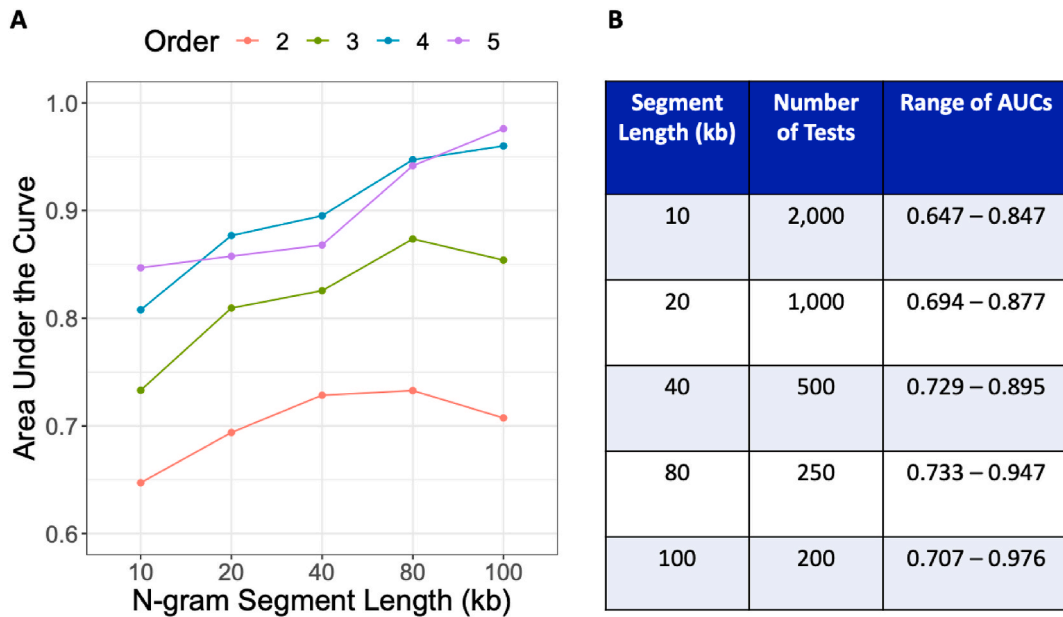 A
Order 2 3 4 5
1.0
0.9
0.8
0.7
0.6
Area Under the Curve
10 20 40 80 100
N-gram Segment Length (kb)
B
Segment Length (kb) Number of Tests Range of AUCs
10 2,000 0.647 – 0.847
20 1,000 0.694 – 0.877
40 500 0.729 – 0.895
80 250 0.733 – 0.947
100 200 0.707 – 0.976